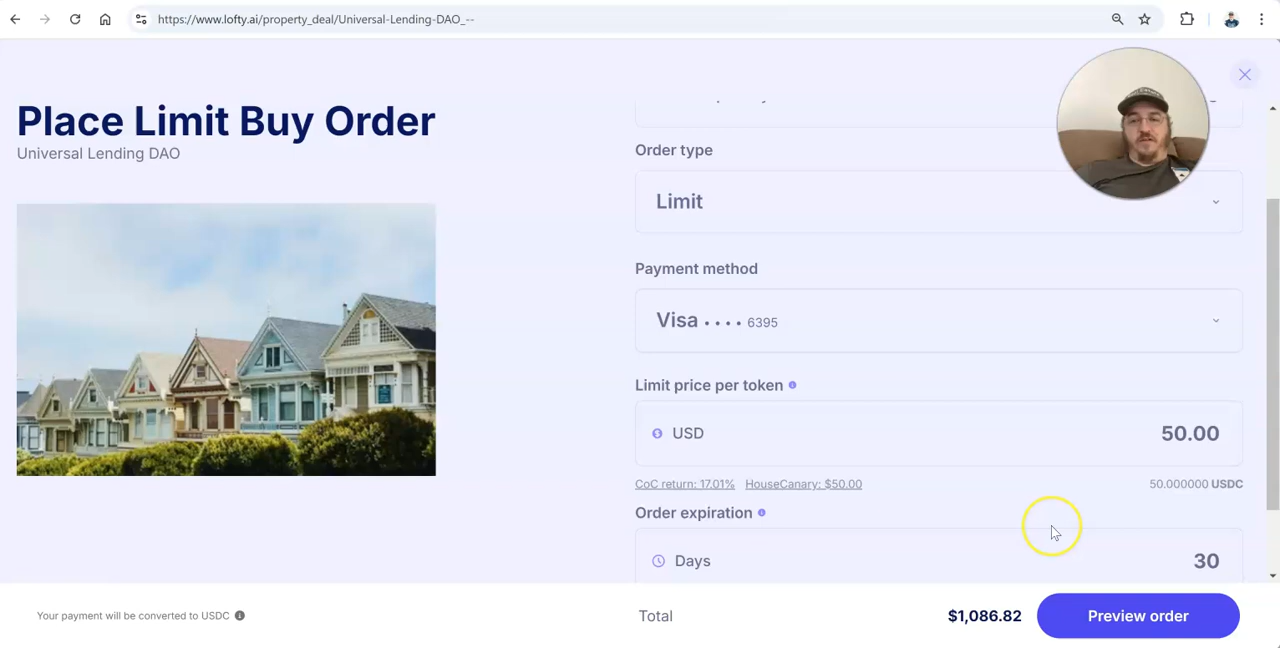 https://www.lofty.ai/property_deal/Universal-Lending-DAO_--
Place Limit Buy Order
Universal Lending DAO
Order type
Limit
Payment method
Visa •••• 6395
Limit price per token
USD 50.00
CoC return: 17.01% HouseCanary: $50.00 50.000000 USDC
Order expiration
Days 30
Your payment will be converted to USDC
Total $1,086.82 Preview order